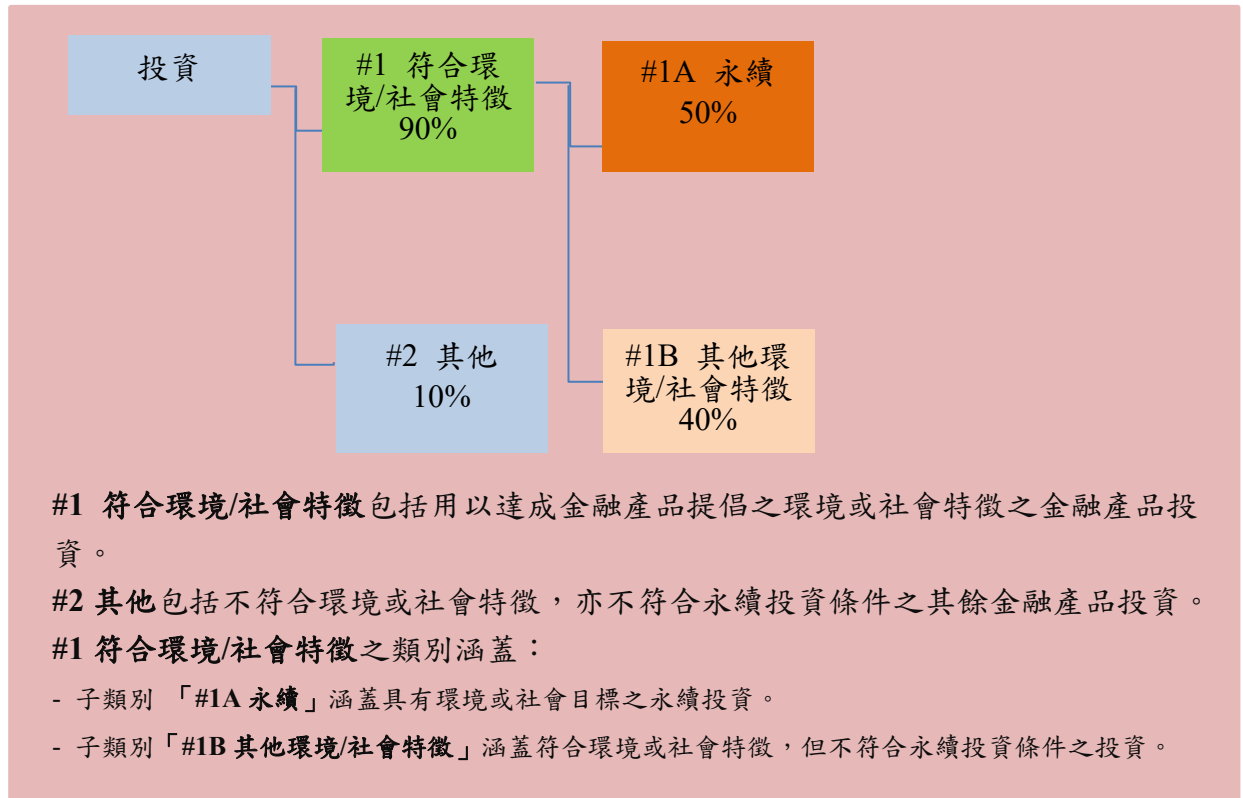 投資
#1 符合環
境/社會特徵
90%
#1A 永續
50%
#2 其他
10%
#1B 其他環
境/社會特徵
40%
#1 符合環境/社會特徵包括用以達成金融產品提倡之環境或社會特徵之金融產品投
資。
#2 其他包括不符合環境或社會特徵，亦不符合永續投資條件之其餘金融產品投資。
#1 符合環境/社會特徵之類別涵蓋：
- 子類別 「#1A 永續」涵蓋具有環境或社會目標之永續投資。
- 子類別「#1B 其他環境/社會特徵」涵蓋符合環境或社會特徵，但不符合永續投資條件之投資。